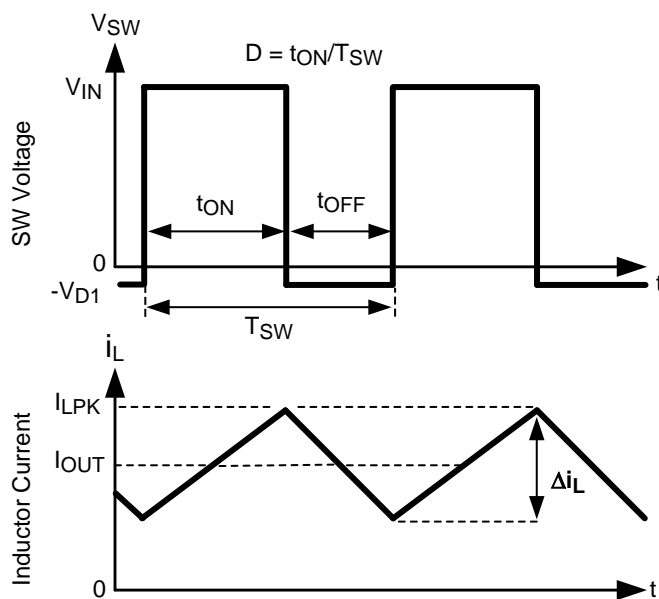 VSW
D = tON/TSW
VIN
SW Voltage
tON
tOFF
0
t
-VD1
TSW
iL
ILPK
Inductor Current
IOUT
ΔiL
0
t